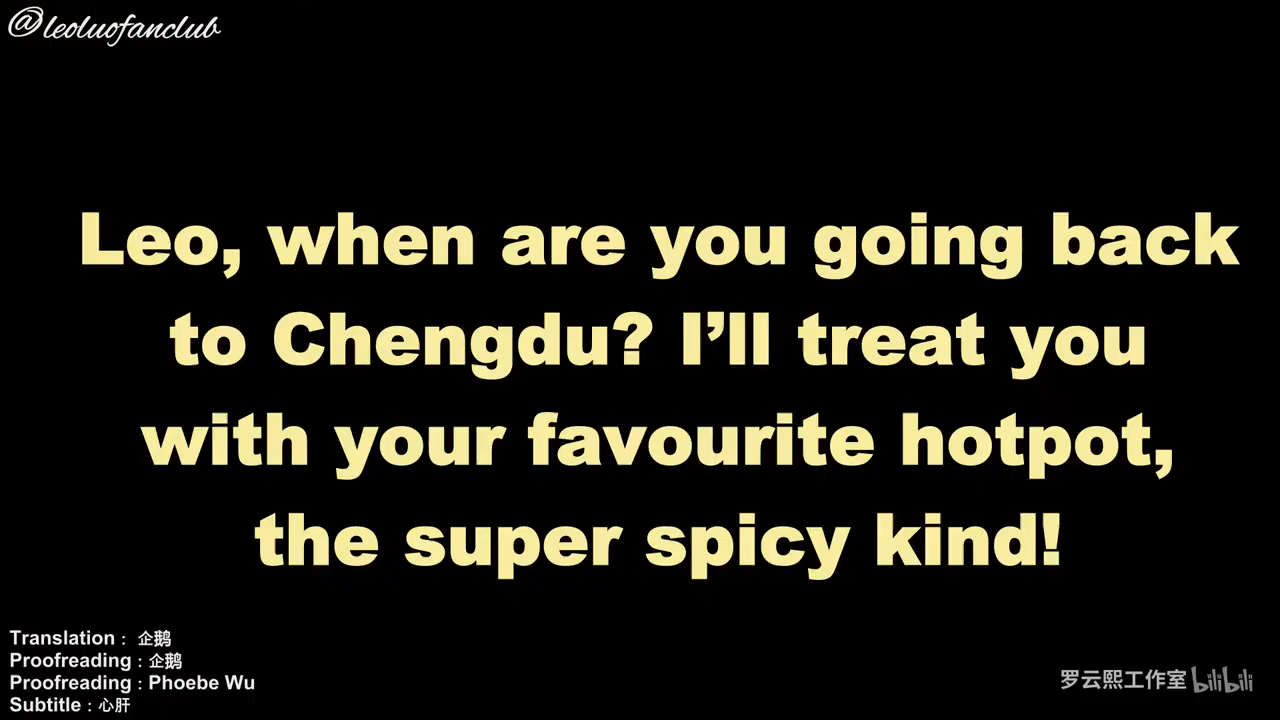 @leoluofanclub
Leo, when are you going back
to Chengdu? I’ll treat you
with your favourite hotpot,
the super spicy kind!
Translation : 企鹅
Proofreading : 企鹅
Proofreading : Phoebe Wu
Subtitle : 心肝
罗云熙工作室 bilibili